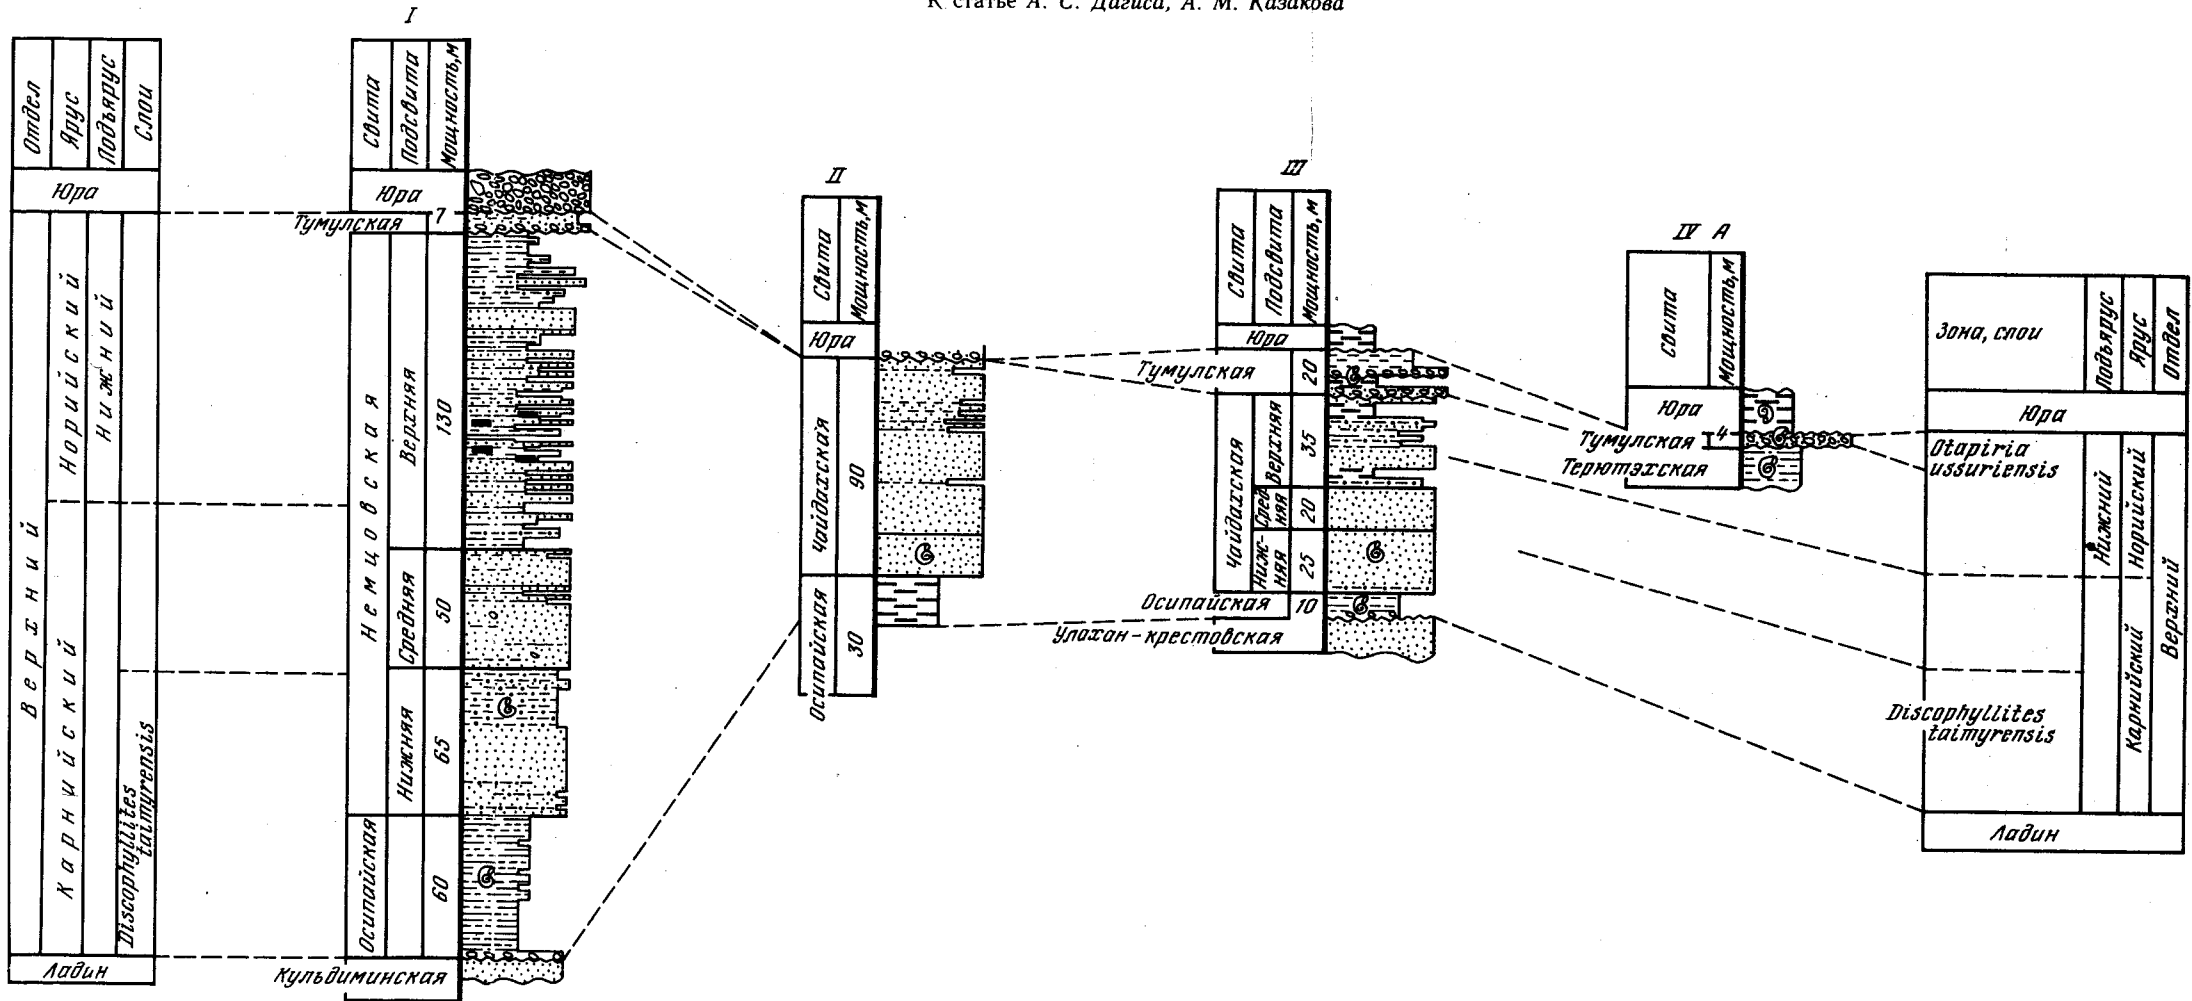 К статье А. С. Дагиса, А. М. Казакова
Отдел
Ярус
Подъярус
Слои
Юра
Верхний
Норийский
Карнийский
Нижний
Discophyllites
taimyrensis
Ладин
I
Свита
Подсвита
Мощность, м
Юра
Тумулская
7
Немцовская
Верхняя
130
Средняя
50
Нижняя
65
Осипайская
60
Кульдиминская
II
Свита
Мощность, м
Юра
Чайдахская
90
Осипайская
30
III
Свита
Подсвита
Мощность, м
Юра
Тумулская
20
Чайдахская
Верхняя
35
Сред
няя
20
Ниж-
няя
25
Осипайская
10
Улахан-крестовская
IV А
Свита
Мощность, м
Юра
Тумулская
4
Терютэхская
Зона, слои
Подъярус
Ярус
Отдел
Юра
Otapiria
ussuriensis
Нижний
Норийский
Верхний
Карнийский
Discophyllites
taimyrensis
Ладин